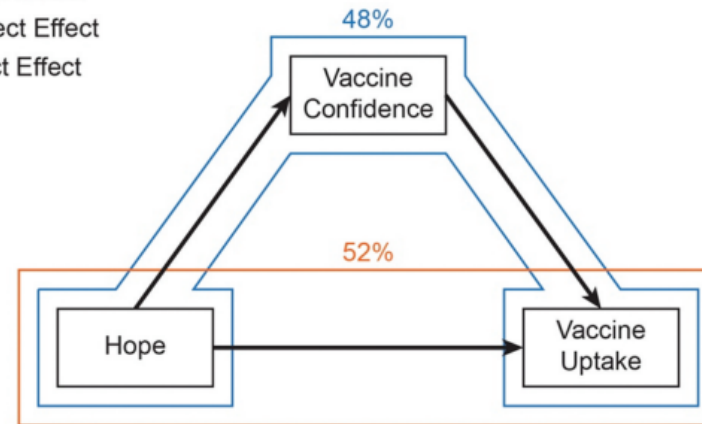 ect Effect
ct Effect
48%
Vaccine
Confidence
52%
Hope
Vaccine
Uptake